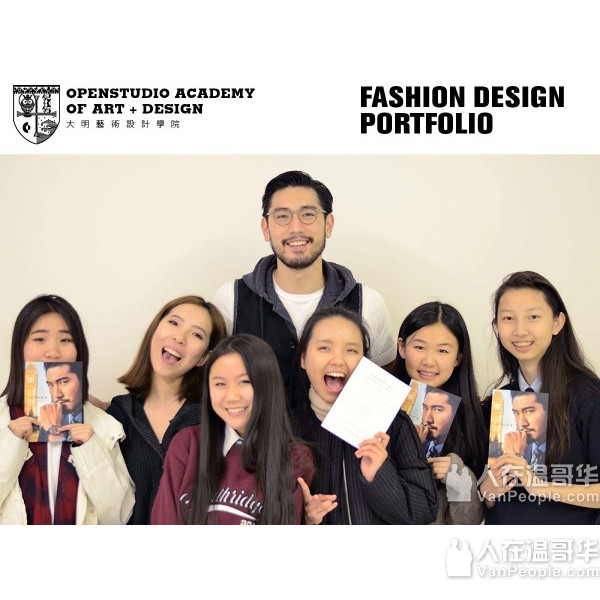 OPENSTUDIO ACADEMY
OF ART + DESIGN
大明藝術設計學院
FASHION DESIGN
PORTFOLIO
人在温哥华
VanPeople.com
人在温哥华
VanPeople.com